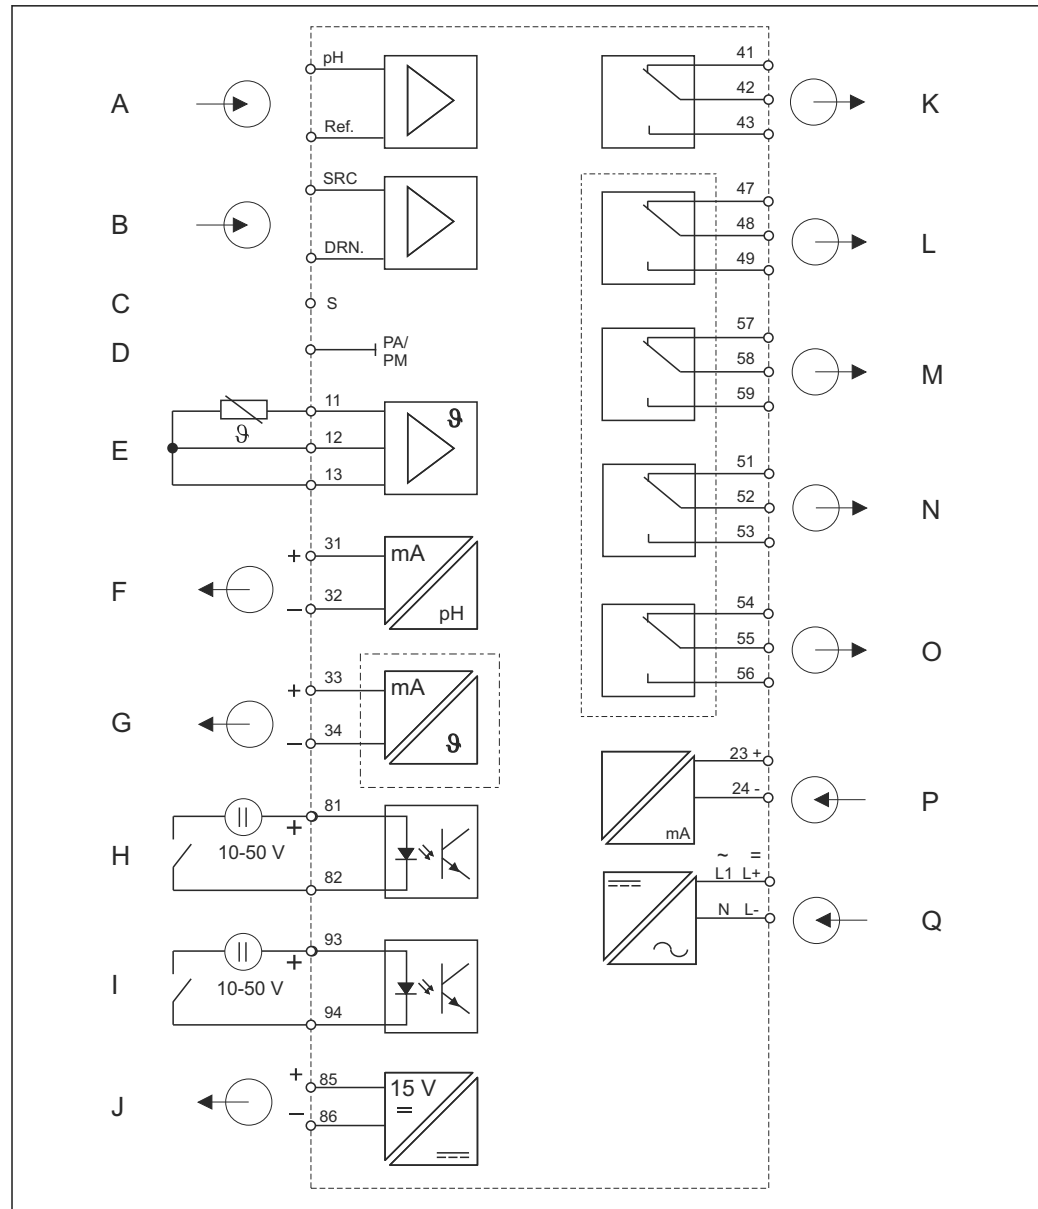 A
pH
Ref.
B
SRC
DRN.
C
S
D
PA/
PM
E
ϑ
11
12
13
ϑ
F
+
31
–
32
mA
pH
G
+
33
–
34
mA
ϑ
H
10-50 V
+
81
82
I
10-50 V
+
93
94
J
+
85
–
86
15 V
=
41
42
43
K
47
48
49
L
57
58
59
M
51
52
53
N
54
55
56
O
23 +
24 -
mA
P
~ =
L1 L+
N L-
Q